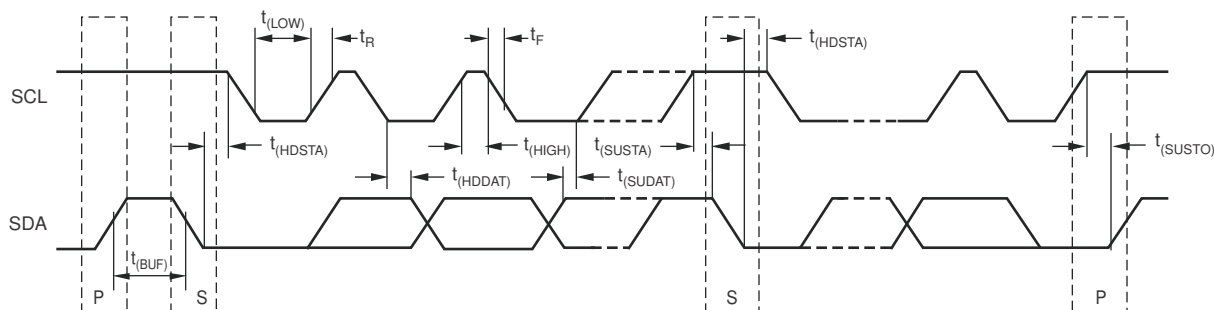 t(LOW)
tR
tF
t(HDSTA)
SCL
t(HDSTA)
t(HIGH)
t(SUSTA)
t(SUSTO)
t(HDDAT)
t(SUDAT)
SDA
t(BUF)
P
S
S
P